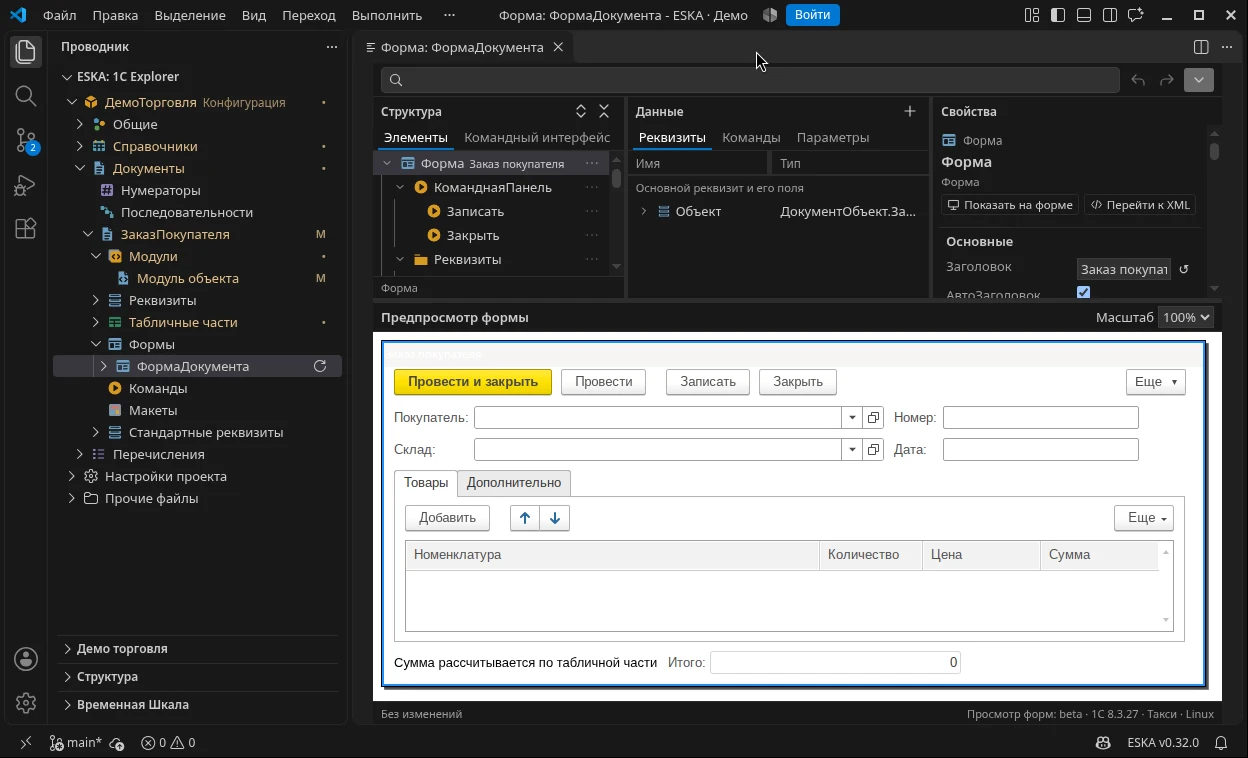 Файл Правка Выделение Вид Переход Выполнить ··· Форма: ФормаДокумента - ESKA · Демо Войти
Проводник ···
Форма: ФормаДокумента ···
ESKA: 1C Explorer
ДемоТорговля Конфигурация
Общие
Справочники
Документы
Нумераторы
Последовательности
ЗаказПокупателя M
Модули
Модуль объекта M
Реквизиты
Табличные части
Формы
ФормаДокумента
Команды
Макеты
Стандартные реквизиты
Перечисления
Настройки проекта
Прочие файлы
Демо торговля
Структура
Временная Шкала
2
Структура
Элементы Командный интерфейс
Форма Заказ покупателя ···
КоманднаяПанель ···
Записать ···
Закрыть ···
Реквизиты ···
Форма
Данные
Реквизиты Команды Параметры
Имя Тип
Основной реквизит и его поля
Объект ДокументОбъект.За...
Свойства
Форма
Форма
Форма
Показать на форме Перейти к XML
Основные
Заголовок Заказ покупат
АвтоЗаголовок
Предпросмотр формы Масштаб 100%
Провести и закрыть Провести Записать Закрыть Еще
Покупатель: Номер:
Склад: Дата:
Товары Дополнительно
Добавить Еще
Номенклатура Количество Цена Сумма
Сумма рассчитывается по табличной части Итого: 0
Без изменений Просмотр форм: beta · 1С 8.3.27 · Такси · Linux
main* 0 0 ESKA v0.32.0